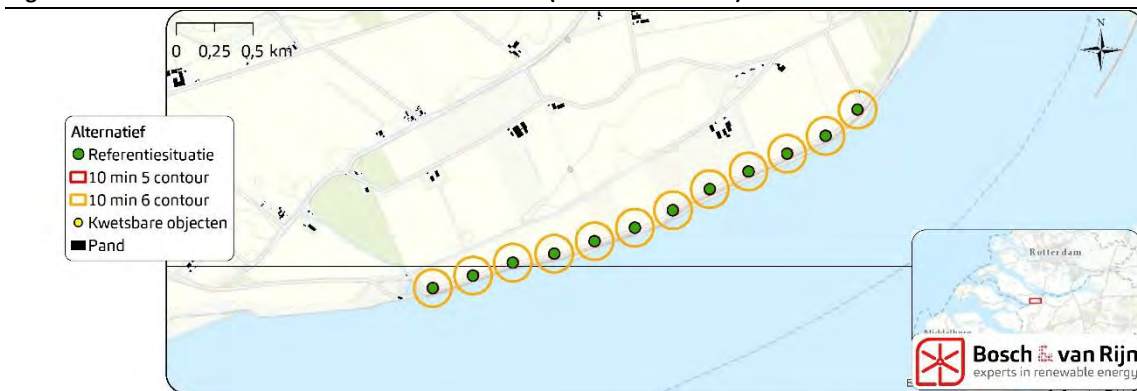 0 0,25 0,5 km
N
Alternatief
Referentiesituatie
10 min 5 contour
10 min 6 contour
Kwetsbare objecten
Pand
Rotterdam
Bosch & van Rijn
experts in renewable energy